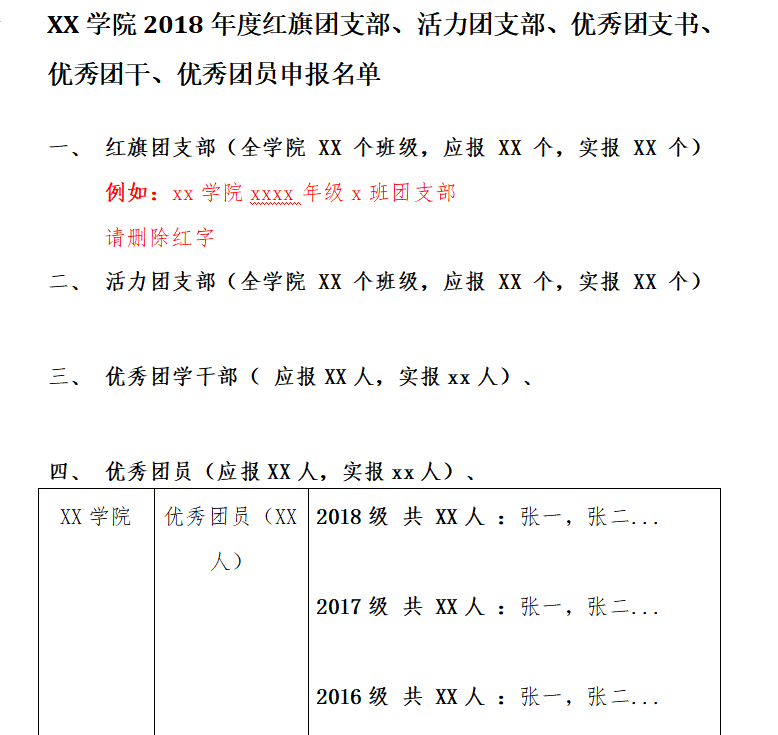 XX 学院 2018 年度红旗团支部、活力团支部、优秀团支书、
优秀团干、优秀团员申报名单
一、 红旗团支部（全学院 XX 个班级，应报 XX 个，实报 XX 个）
例如：xx 学院 xxxx 年级 x 班团支部
请删除红字
二、 活力团支部（全学院 XX 个班级，应报 XX 个，实报 XX 个）
三、 优秀团学干部（ 应报 XX 人，实报 xx 人）、
四、 优秀团员（应报 XX 人，实报 xx 人）、
XX 学院
优秀团员（XX
人）
2018 级 共 XX 人 ：张一，张二...
2017 级 共 XX 人 ：张一，张二...
2016 级 共 XX 人 ：张一，张二...